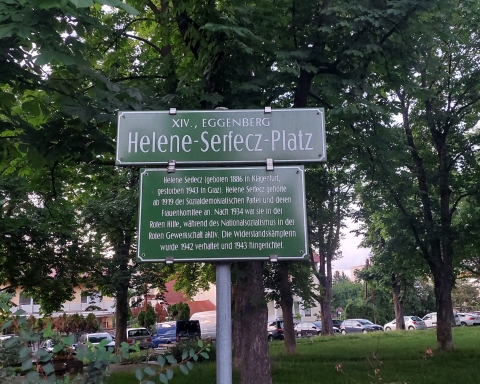 XIV., EGGENBERG
Helene-Serfecz-Platz
Helene Serfecz (geboren 1886 in Klagenfurt,
gestorben 1943 in Graz). Helene Serfecz gehörte
ab 1919 der Sozialdemokratischen Partei und deren
Frauenkomitee an. Nach 1934 war sie in der
Roten Hilfe, während des Nationalsozialismus in der
Roten Gewerkschaft aktiv. Die Widerstandskämpferin
wurde 1942 verhaftet und 1943 hingerichtet.